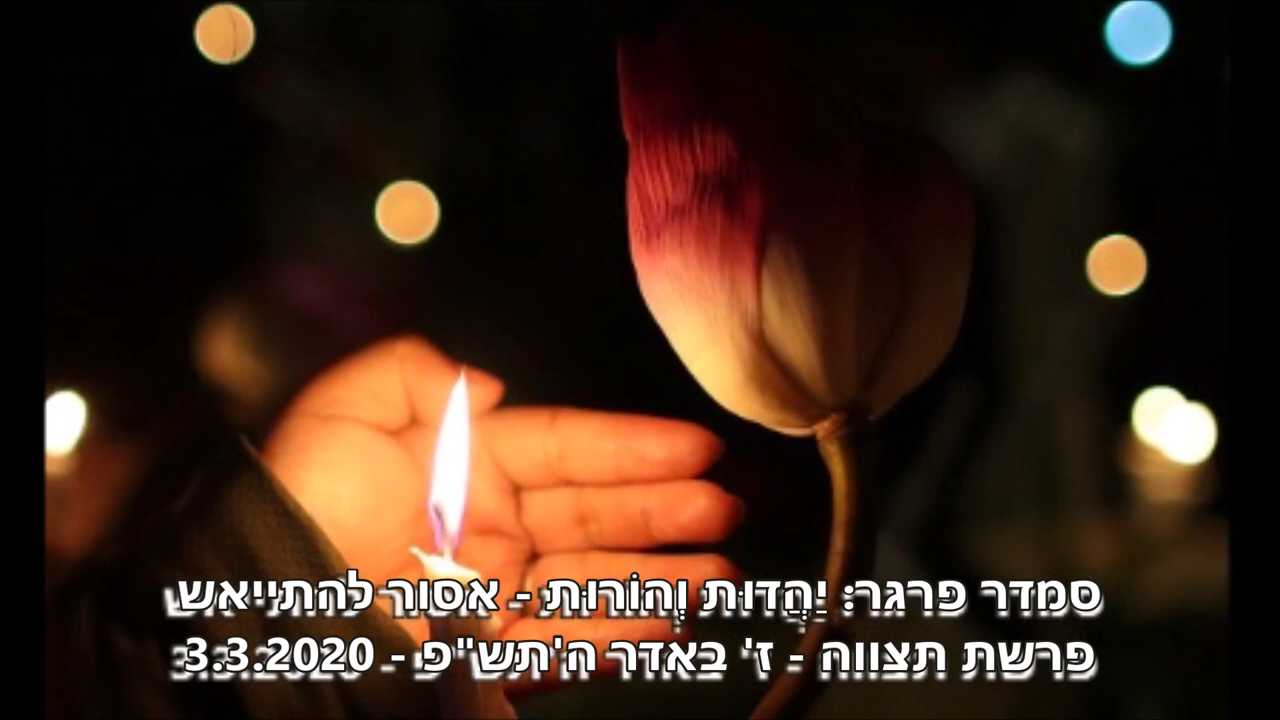 סמדר פרגר: יַהֲדוּת וְהוֹרוּת - אסור להתייאש
פרשת תצווה - ז' באדר ה'תש"פ - 3.3.2020